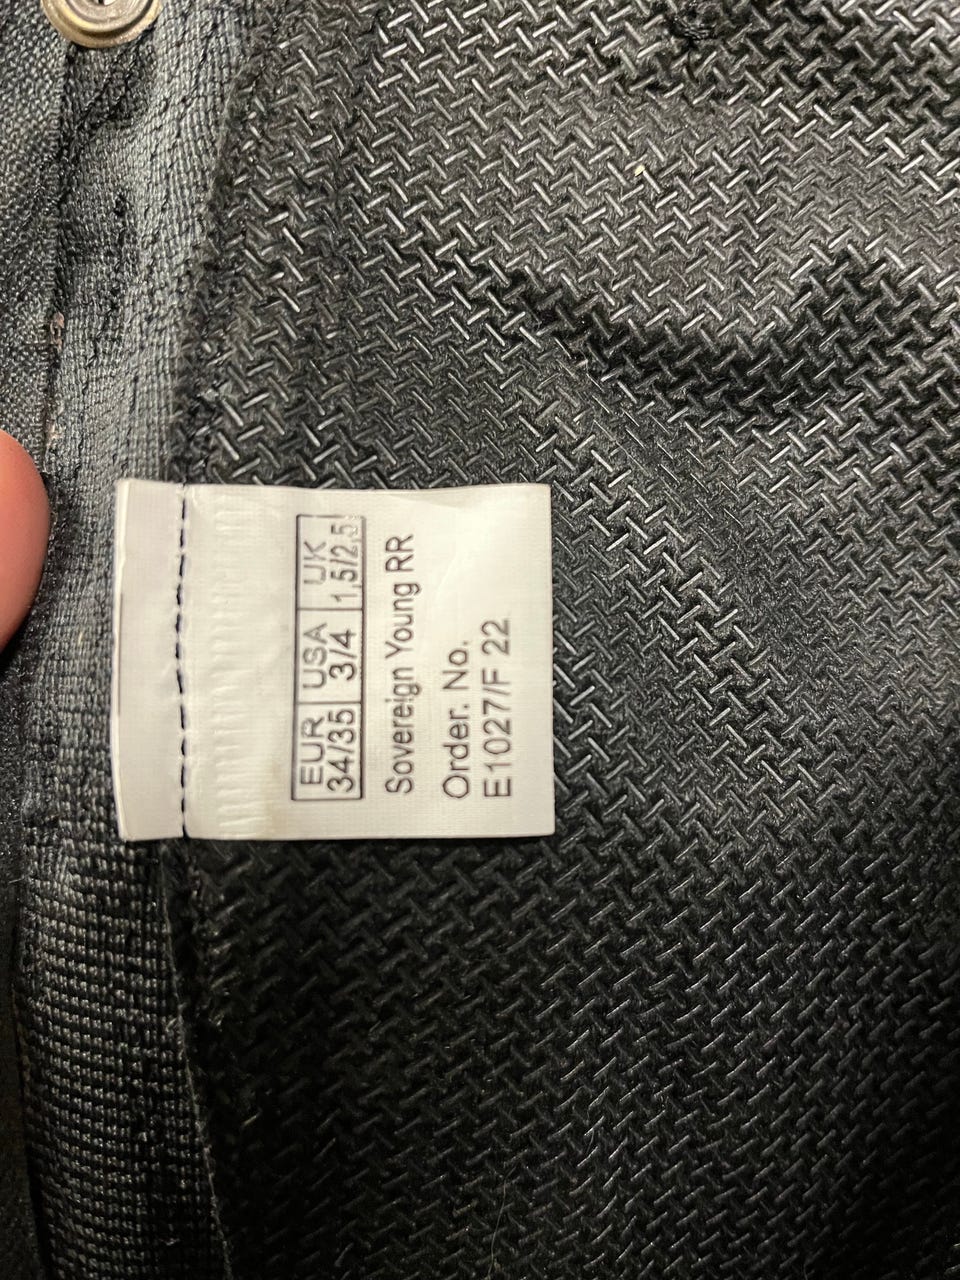 EUR USA UK
34/35 3/4 1,5/2,5
Sovereign Young RR
Order. No.
E1027/F 22